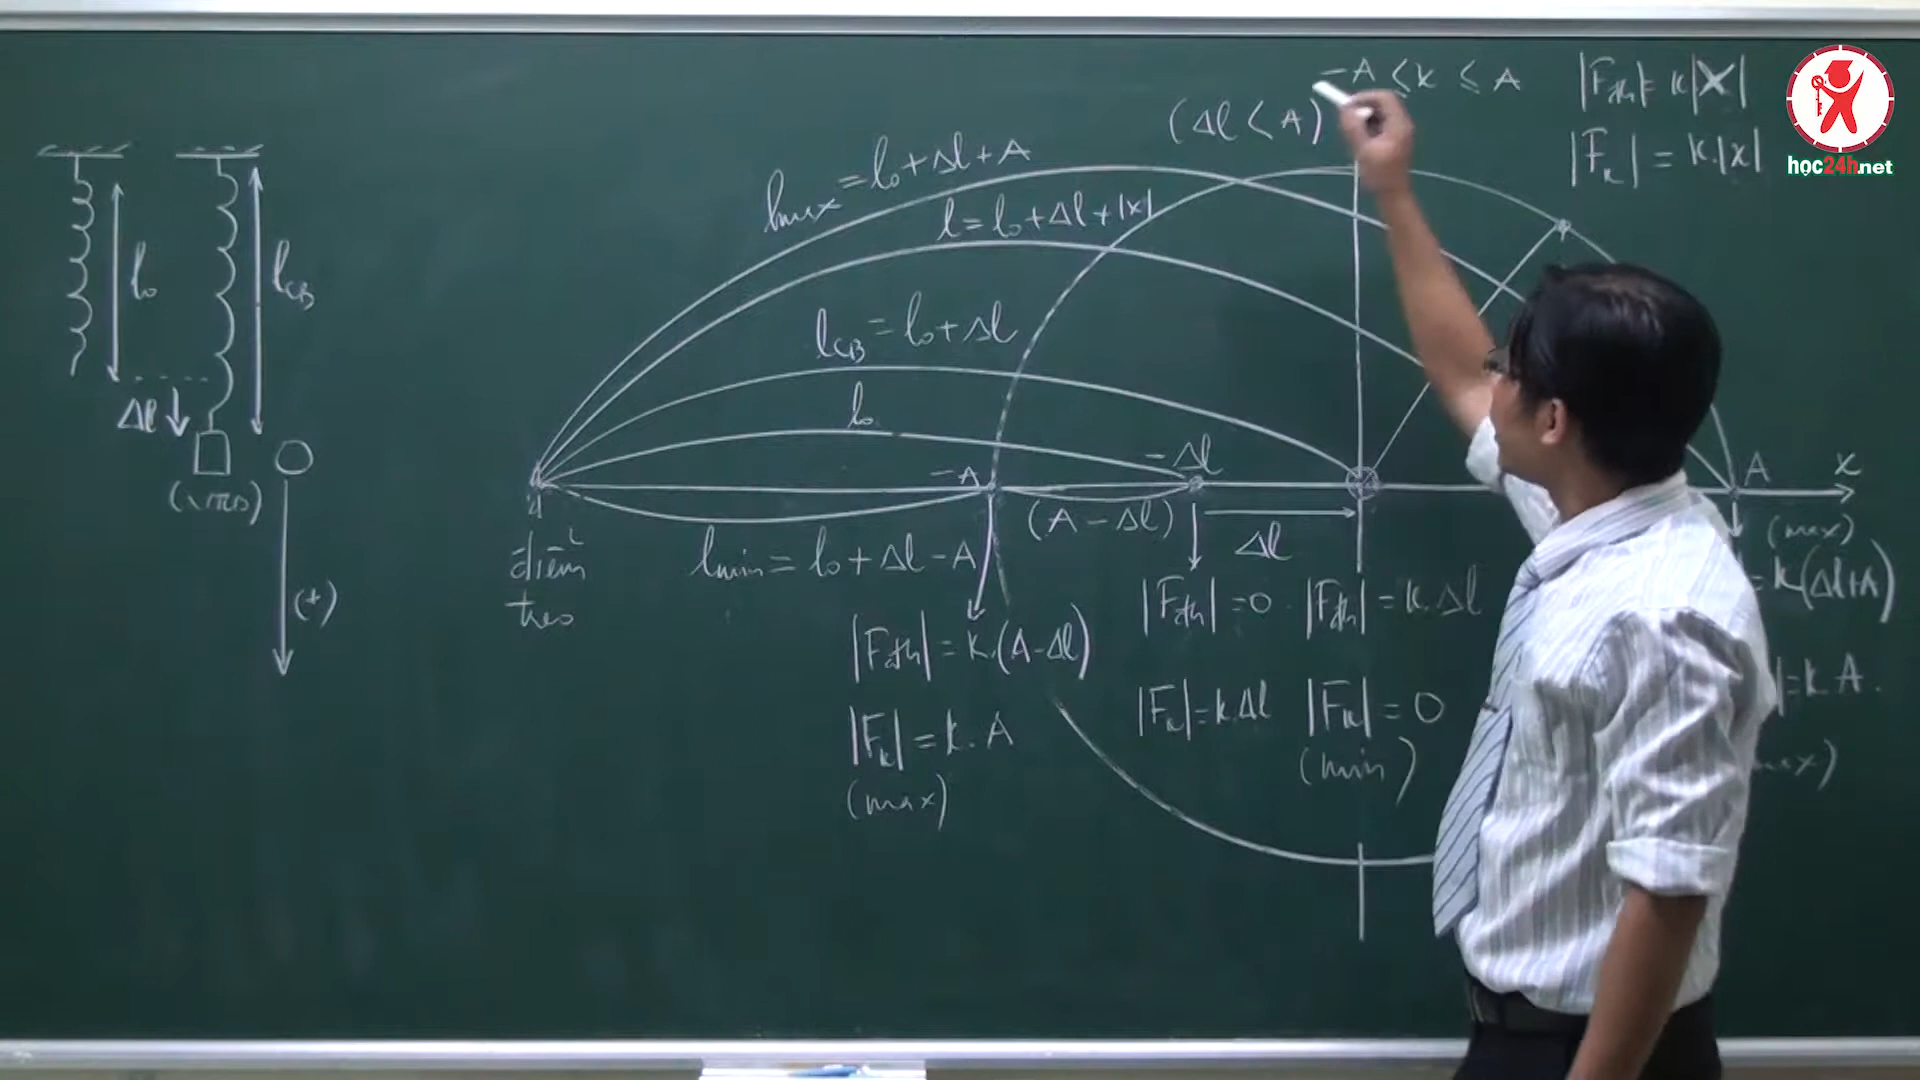 -A ≤ x ≤ A
|Fđh| = k|X|
(Δl < A)
|Fk| = k.|x|
học24h.net
lmax = l₀ + Δl + A
l = l₀ + Δl + |x|
l₀
lCB
lCB = l₀ + Δl
Δl
l₀
(VTCB)
(+)
-A
-Δl
A
x
điểm
treo
lmin = l₀ + Δl - A
(A - Δl)
Δl
(max)
|Fđh| = k.(A-Δl)
|Fđh| = 0
|Fđh| = k.Δl
= k(Δl+A)
|Fk| = k.A
(max)
|Fk| = k.Δl
|Fk| = 0
(min)
| = k A.